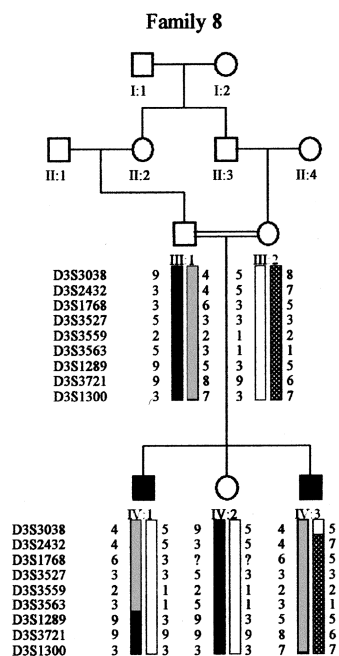 Family 8
I:1 I:2
II:1 II:2 II:3 II:4
III:1 III:2
D3S3038 9 4 5 8
D3S2432 3 4 5 7
D3S1768 3 6 3 5
D3S3527 5 3 3 3
D3S3559 2 2 1 2
D3S3563 5 3 1 1
D3S1289 9 5 3 5
D3S3721 9 8 9 6
D3S1300 3 7 3 7
IV:1 IV:2 IV:3
D3S3038 4 5 9 5 4 5
D3S2432 4 5 3 5 4 7
D3S1768 6 3 ? ? 6 5
D3S3527 3 3 5 3 3 3
D3S3559 2 1 2 1 2 2
D3S3563 3 1 5 1 3 1
D3S1289 9 3 9 3 5 5
D3S3721 9 9 9 9 8 6
D3S1300 3 3 3 3 7 7